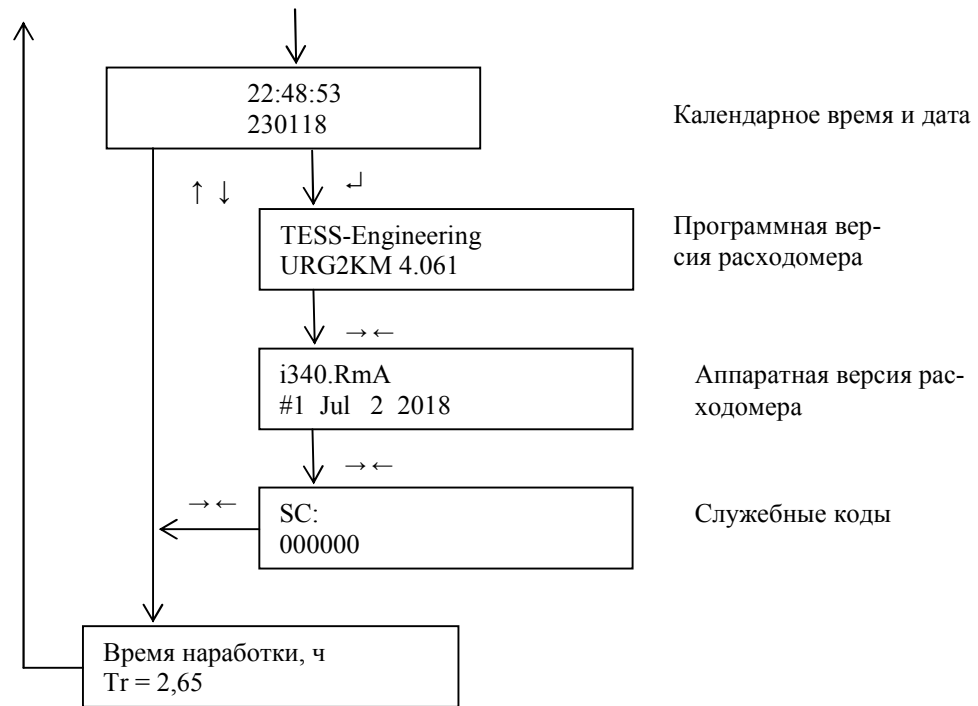 22:48:53
230118
Календарное время и дата
↑ ↓
↵
TESS-Engineering
URG2KM 4.061
Программная вер-
сия расходомера
→←
i340.RmA
#1 Jul 2 2018
Аппаратная версия рас-
ходомера
→←
→←
SC:
000000
Служебные коды
Время наработки, ч
Tr = 2,65